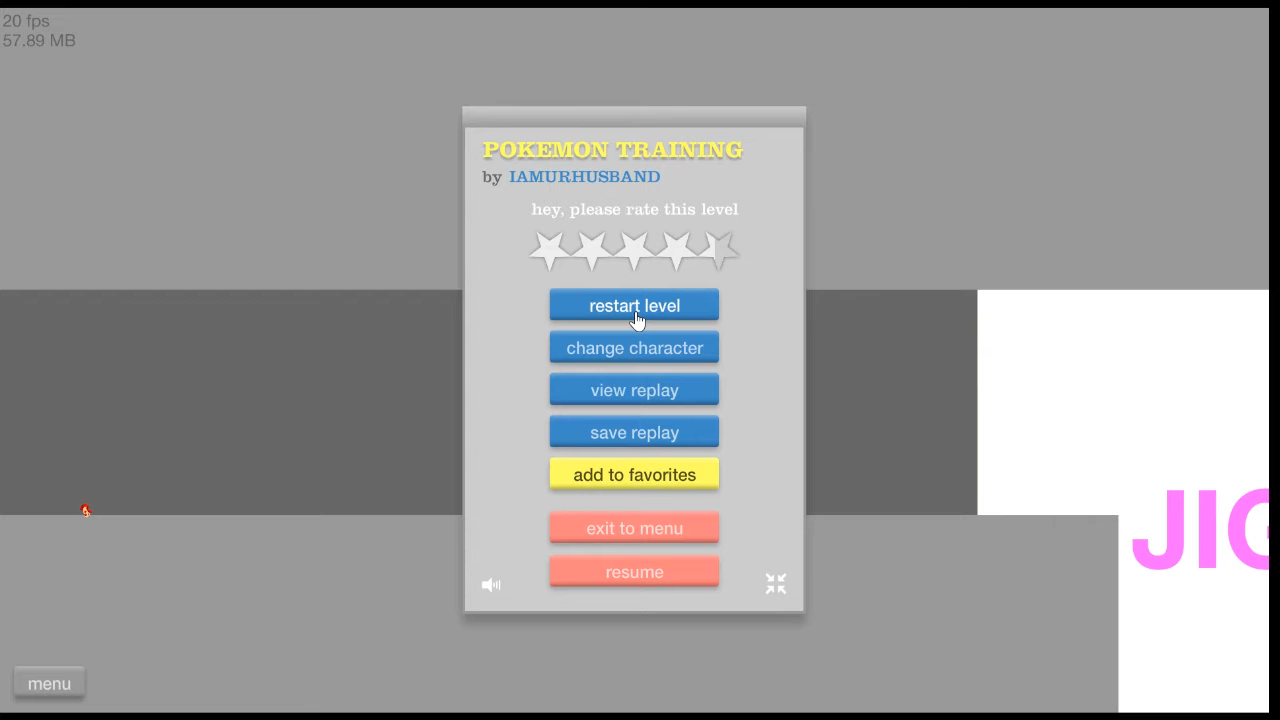 20 fps
57.89 MB
POKEMON TRAINING
by IAMURHUSBAND
hey, please rate this level
restart level
change character
view replay
save replay
add to favorites
exit to menu
resume
JIG
menu